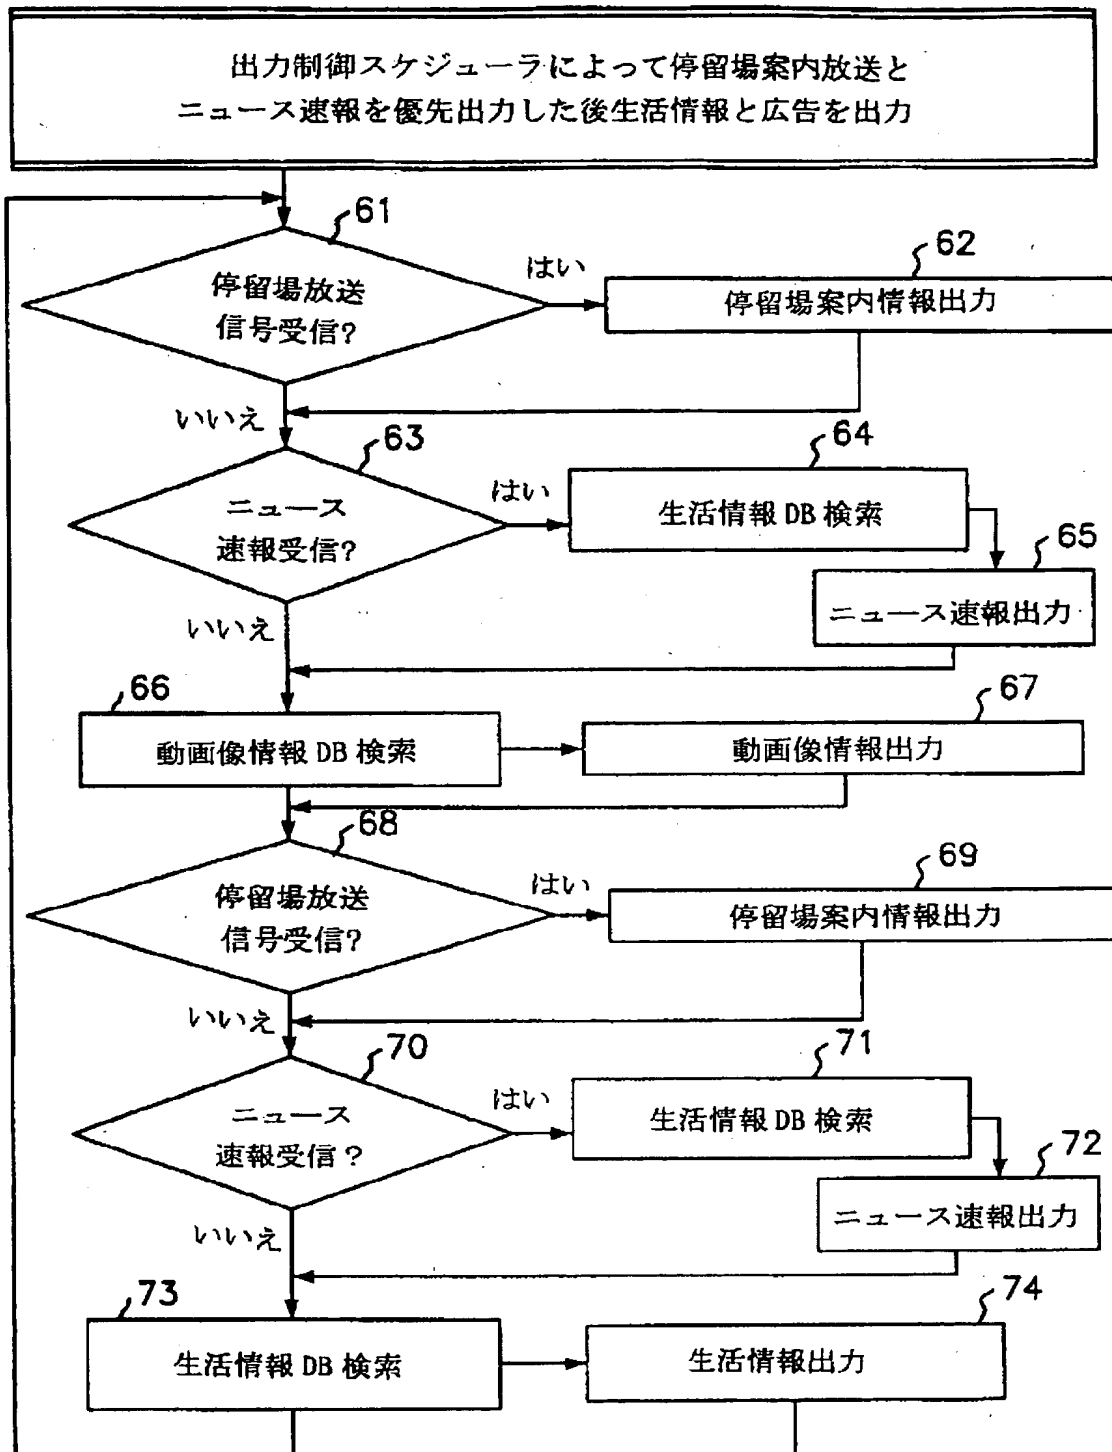 出力制御スケジューラによって停留場案内放送と
ニュース速報を優先出力した後生活情報と広告を出力
61
停留場放送
信号受信?
はい
62
停留場案内情報出力
いいえ
63
ニュース
速報受信?
はい
64
生活情報 DB 検索
65
ニュース速報出力
いいえ
66
動画像情報 DB 検索
67
動画像情報出力
68
停留場放送
信号受信?
はい
69
停留場案内情報出力
いいえ
70
ニュース
速報受信?
はい
71
生活情報 DB 検索
72
ニュース速報出力
いいえ
73
生活情報 DB 検索
74
生活情報出力